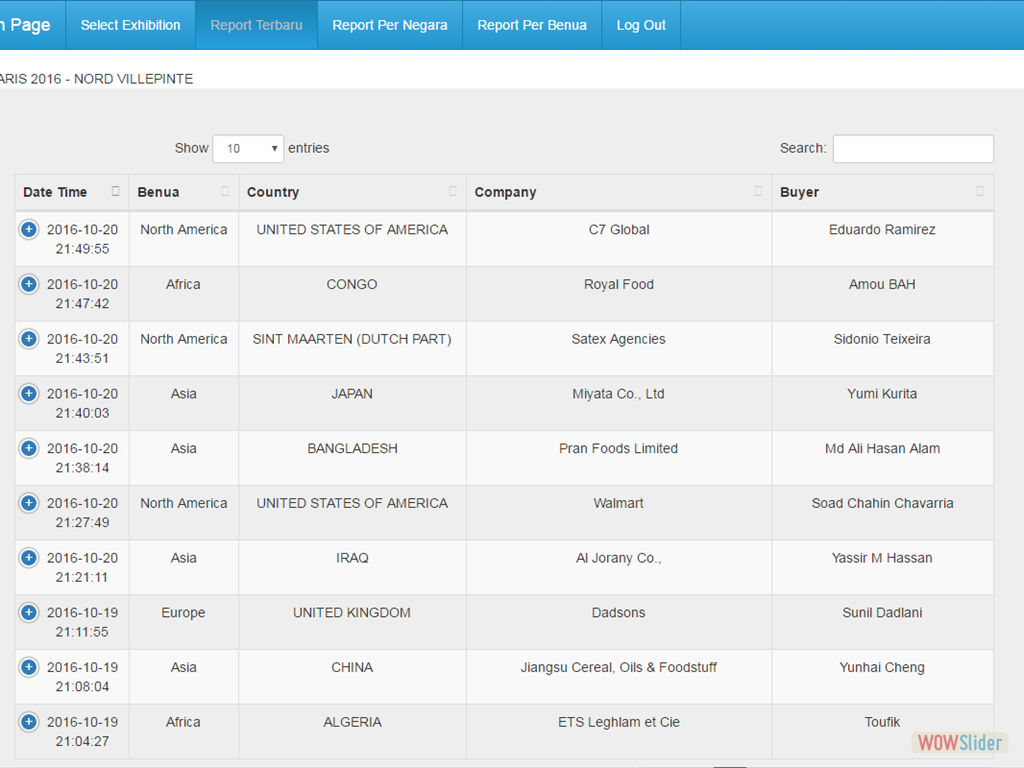 Page Select Exhibition Report Terbaru Report Per Negara Report Per Benua Log Out
2016 - NORD VILLEPINTE
Show 10 entries Search:
Date Time Benua Country Company Buyer
2016-10-20 North America UNITED STATES OF AMERICA C7 Global Eduardo Ramirez
21:49:55
2016-10-20 Africa CONGO Royal Food Amou BAH
21:47:42
2016-10-20 North America SINT MAARTEN (DUTCH PART) Satex Agencies Sidonio Teixeira
21:43:51
2016-10-20 Asia JAPAN Miyata Co., Ltd Yumi Kurita
21:40:03
2016-10-20 Asia BANGLADESH Pran Foods Limited Md Ali Hasan Alam
21:38:14
2016-10-20 North America UNITED STATES OF AMERICA Walmart Soad Chahin Chavarria
21:27:49
2016-10-20 Asia IRAQ Al Jorany Co., Yassir M Hassan
21:21:11
2016-10-19 Europe UNITED KINGDOM Dadsons Sunil Dadlani
21:11:55
2016-10-19 Asia CHINA Jiangsu Cereal, Oils & Foodstuff Yunhai Cheng
21:08:04
2016-10-19 Africa ALGERIA ETS Leghlam et Cie Toufik
21:04:27
WOWSlider